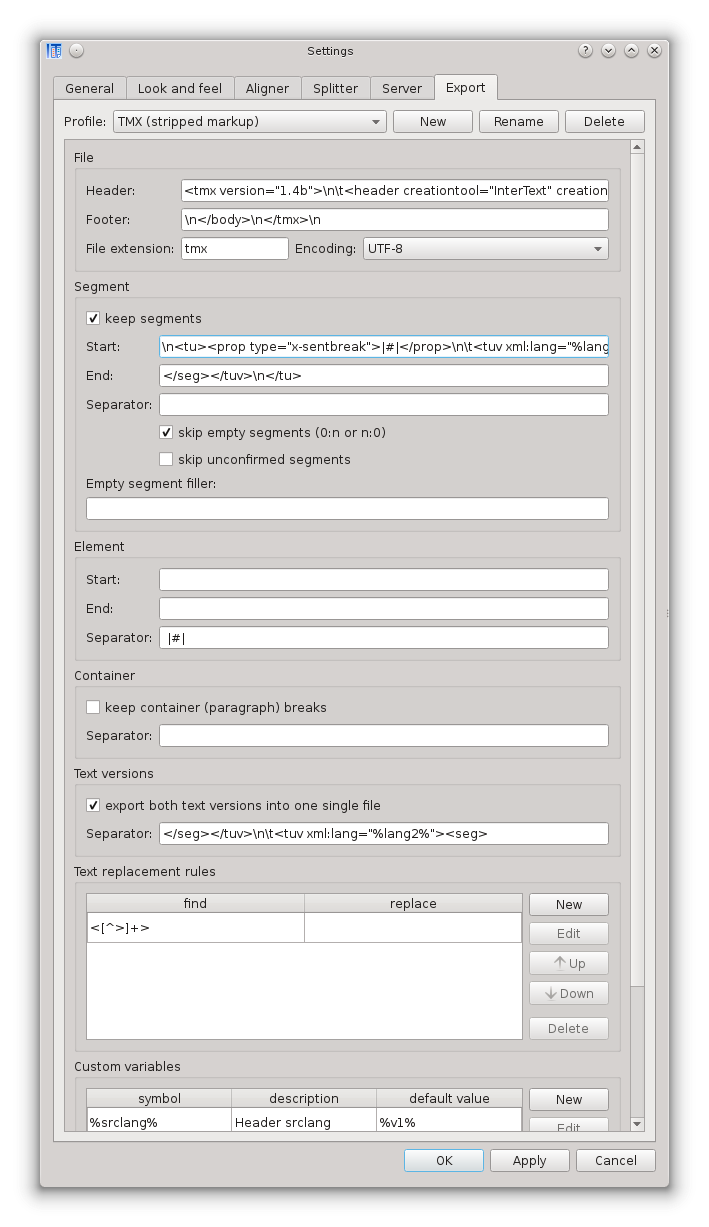 Settings
General Look and feel Aligner Splitter Server Export
Profile: TMX (stripped markup) New Rename Delete
File
Header: <tmx version="1.4b">\n\t<header creationtool="InterText" creation
Footer: \n</body>\n</tmx>\n
File extension: tmx Encoding: UTF-8
Segment
keep segments
Start: \n<tu><prop type="x-sentbreak">|#|</prop>\n\t<tuv xml:lang="%lang
End: </seg></tuv>\n</tu>
Separator:
skip empty segments (0:n or n:0)
skip unconfirmed segments
Empty segment filler:
Element
Start:
End:
Separator: |#|
Container
keep container (paragraph) breaks
Separator:
Text versions
export both text versions into one single file
Separator: </seg></tuv>\n\t<tuv xml:lang="%lang2%"><seg>
Text replacement rules
find replace New
<[^>]+> Edit
Up
Down
Delete
Custom variables
symbol description default value New
%srclang% Header srclang %v1% Edit
OK Apply Cancel